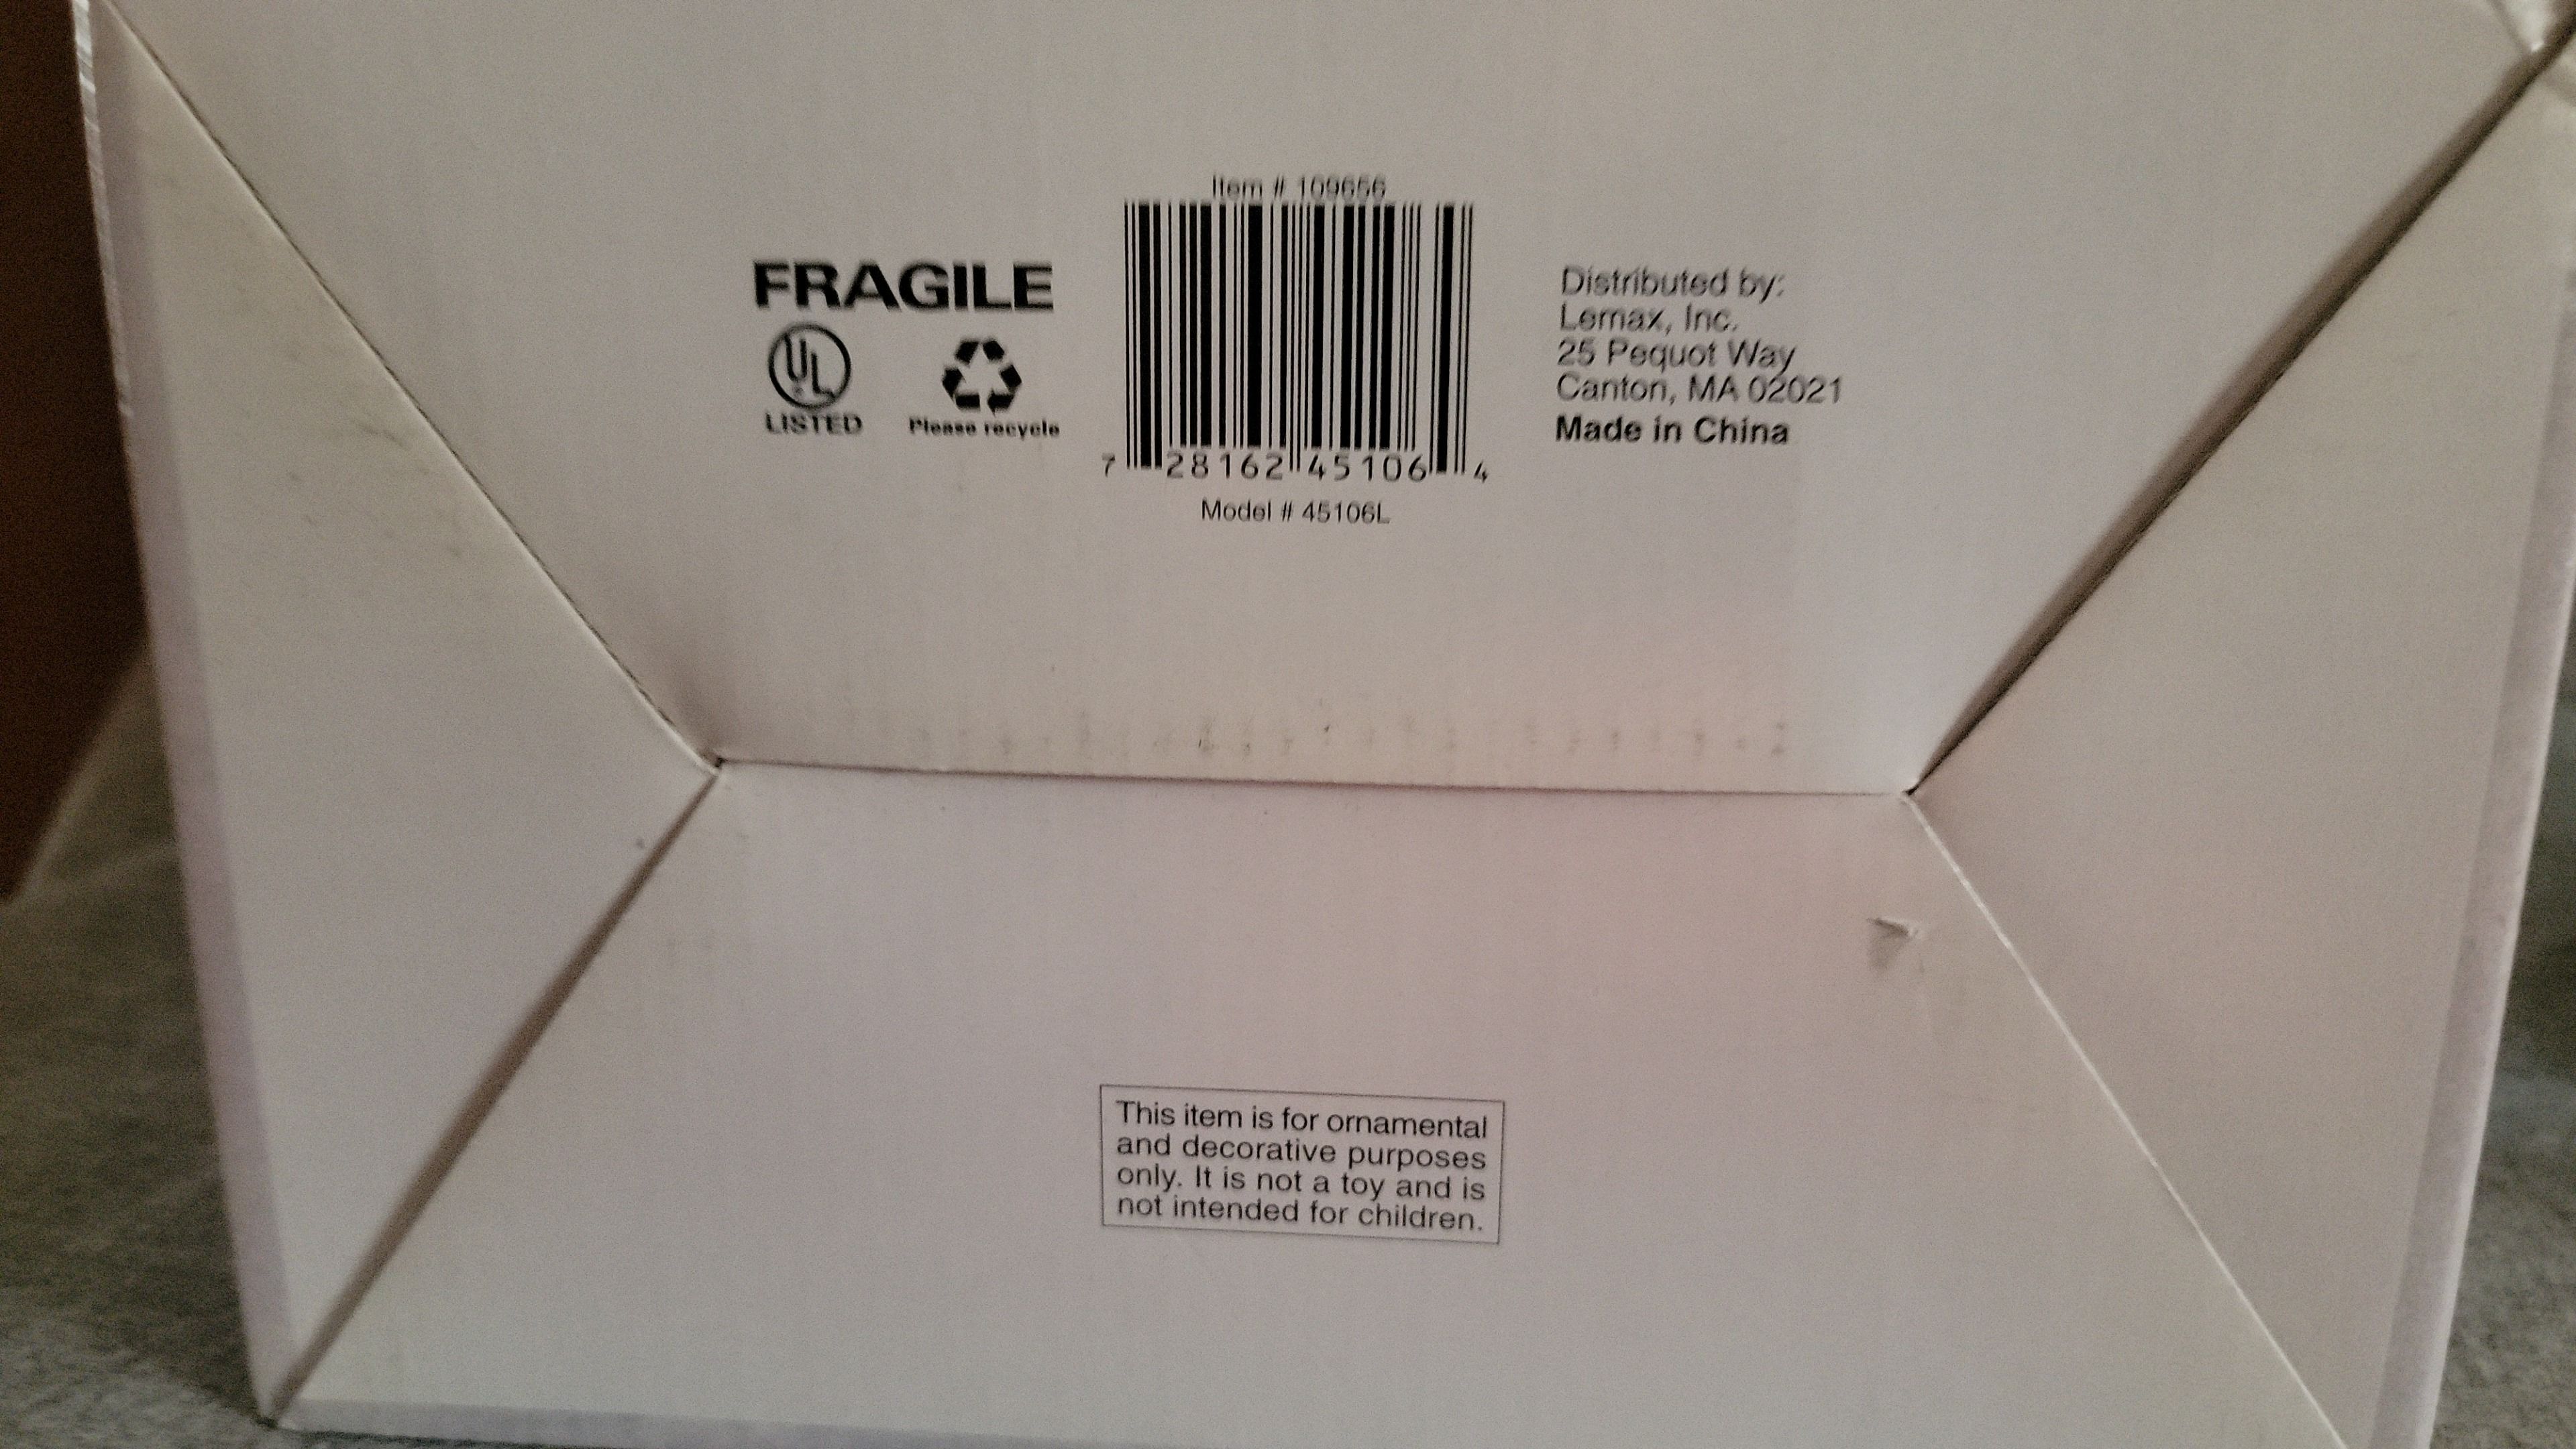 Item # 109656
FRAGILE
UL
LISTED
Please recycle
7 28162 45106 4
Model # 45106L
Distributed by:
Lemax, Inc.
25 Pequot Way
Canton, MA 02021
Made in China
This item is for ornamental
and decorative purposes
only. It is not a toy and is
not intended for children.